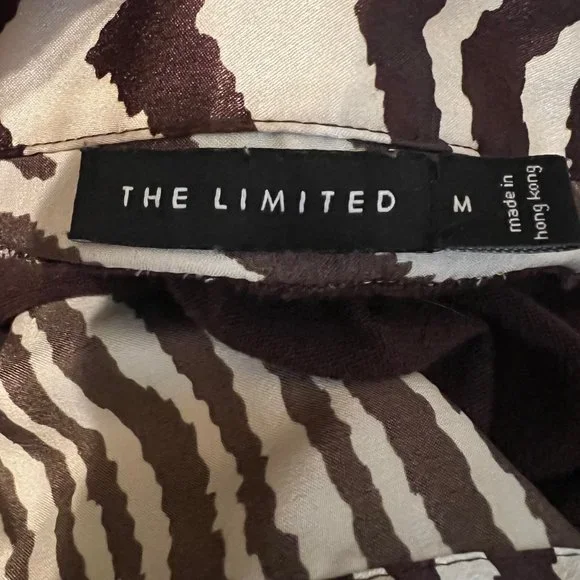 THE LIMITED
M
made in
hong kong